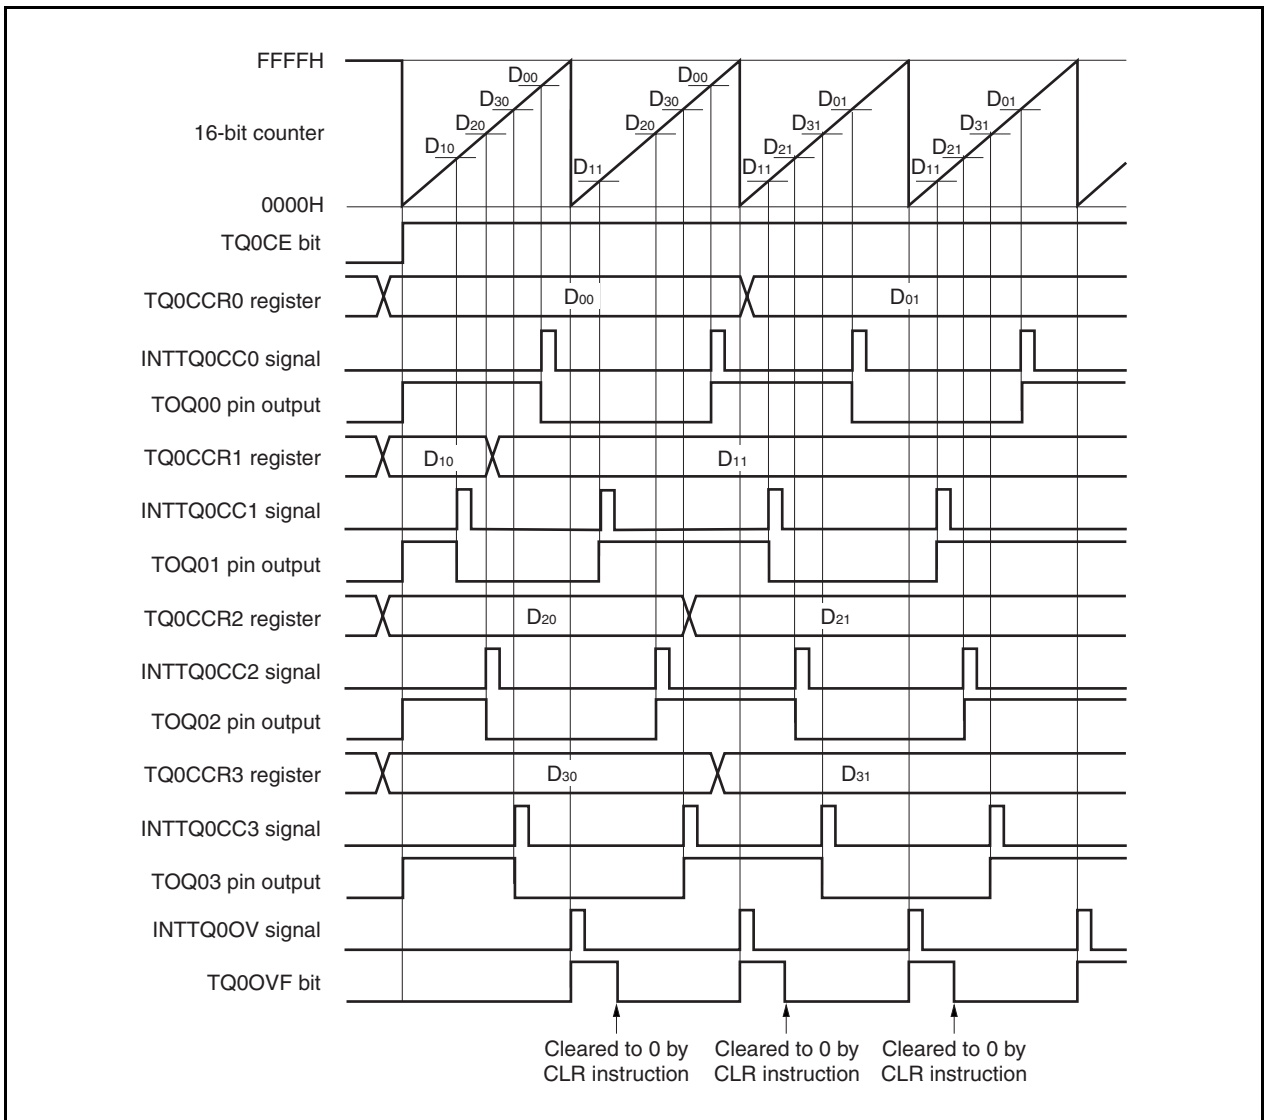 FFFFH
D00
D00
D30
D30
D01
D01
16-bit counter
D20
D20
D31
D31
D10
D21
D21
D11
D11
D11
0000H
TQ0CE bit
TQ0CCR0 register
D00
D01
INTTQ0CC0 signal
TOQ00 pin output
TQ0CCR1 register
D10
D11
INTTQ0CC1 signal
TOQ01 pin output
TQ0CCR2 register
D20
D21
INTTQ0CC2 signal
TOQ02 pin output
TQ0CCR3 register
D30
D31
INTTQ0CC3 signal
TOQ03 pin output
INTTQ0OV signal
TQ0OVF bit
Cleared to 0 by
CLR instruction
Cleared to 0 by
CLR instruction
Cleared to 0 by
CLR instruction